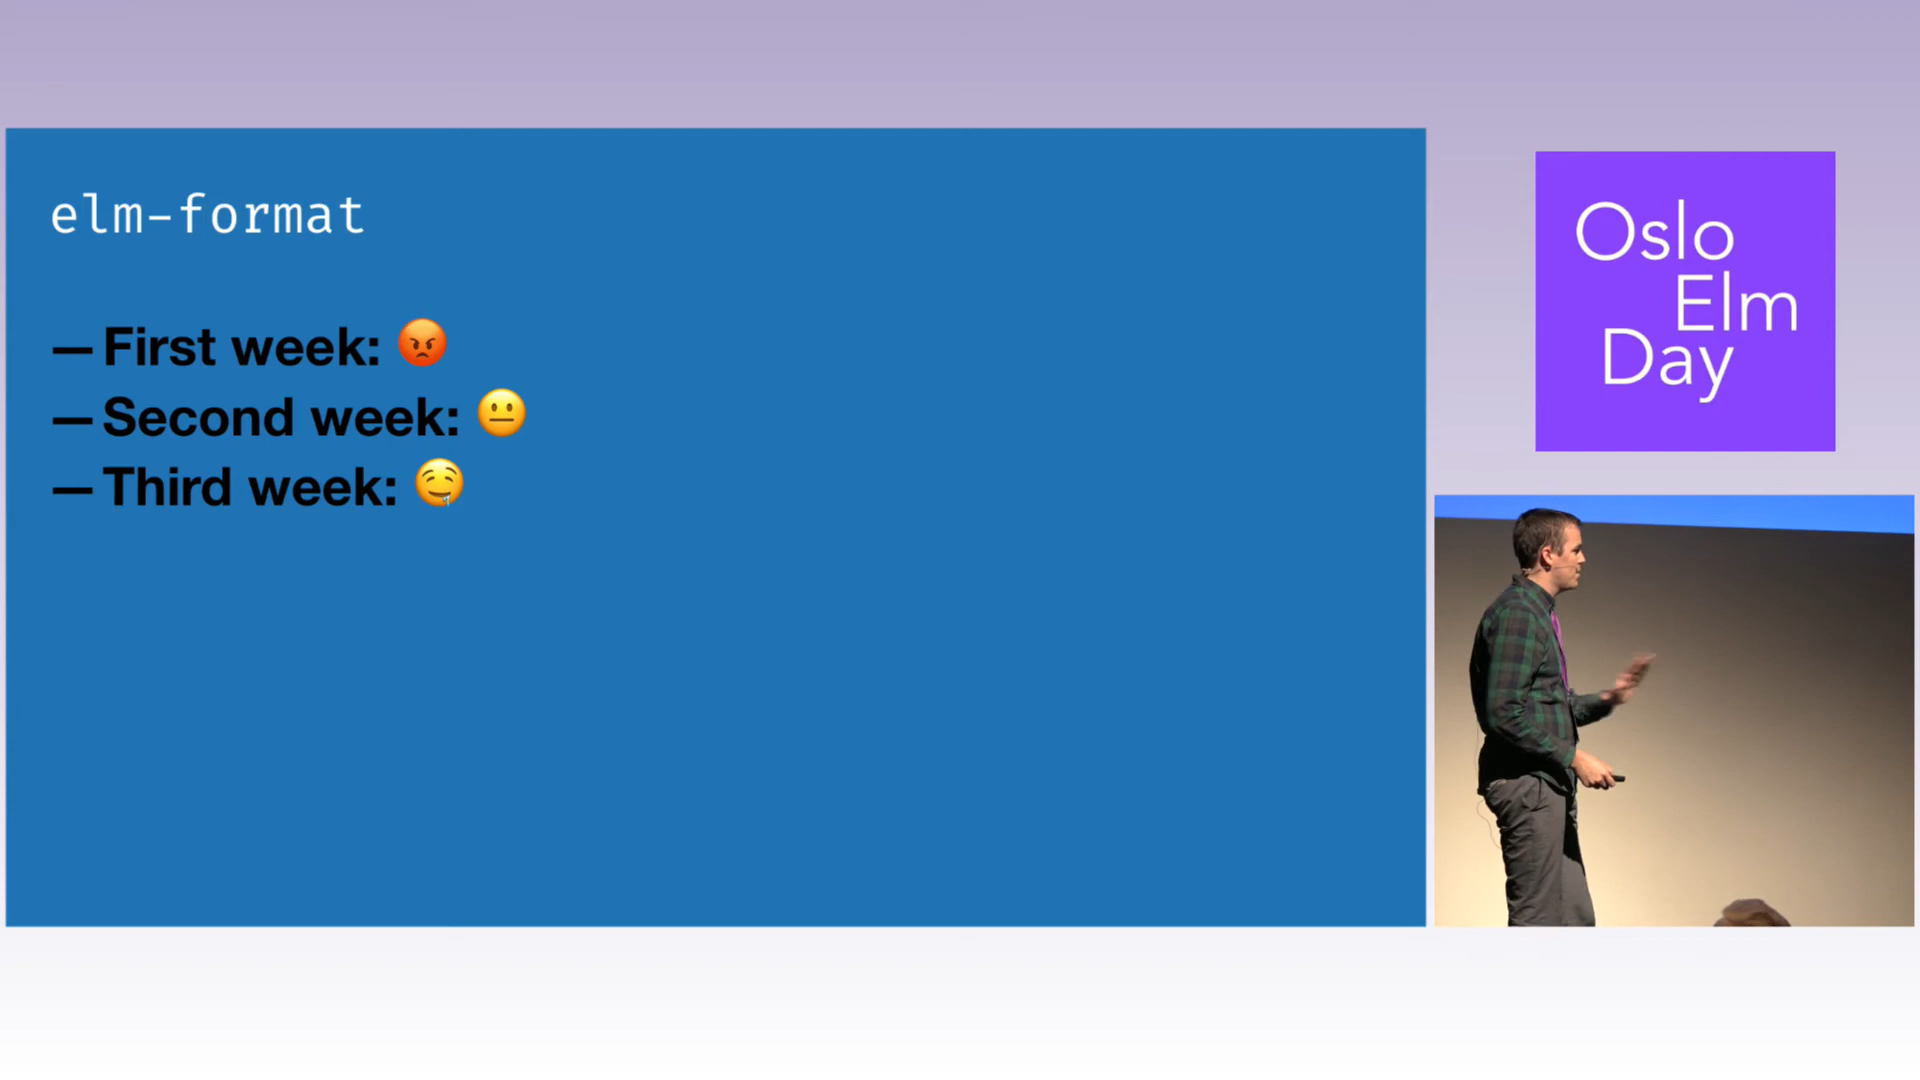 elm-format
— First week: 😡
— Second week: 😐
— Third week: 🤤
Oslo
Elm
Day